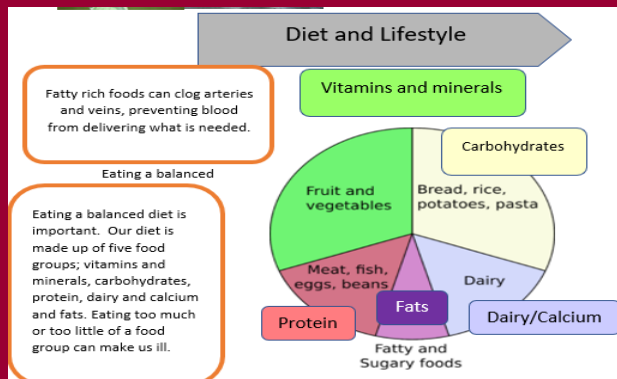 Diet and Lifestyle
Fatty rich foods can clog arteries
and veins, preventing blood
from delivering what is needed.
Vitamins and minerals
Carbohydrates
Eating a balanced
Fruit and
vegetables
Bread, rice,
potatoes, pasta
Eating a balanced diet is
important. Our diet is
made up of five food
groups; vitamins and
minerals, carbohydrates,
protein, dairy and calcium
and fats. Eating too much
or too little of a food
group can make us ill.
Meat, fish,
eggs, beans
Dairy
Fats
Protein
Dairy/Calcium
Fatty and
Sugary foods